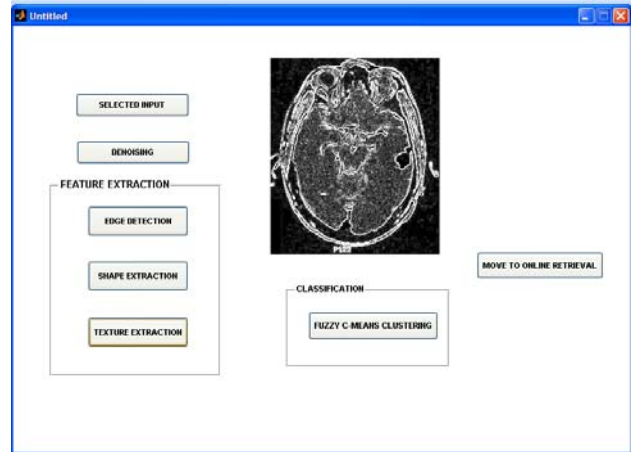 Untitled
SELECTED INPUT
DENOISING
FEATURE EXTRACTION
EDGE DETECTION
SHAPE EXTRACTION
TEXTURE EXTRACTION
MOVE TO ONLINE RETRIEVAL
CLASSIFICATION
FUZZY C-MEANS CLUSTERING